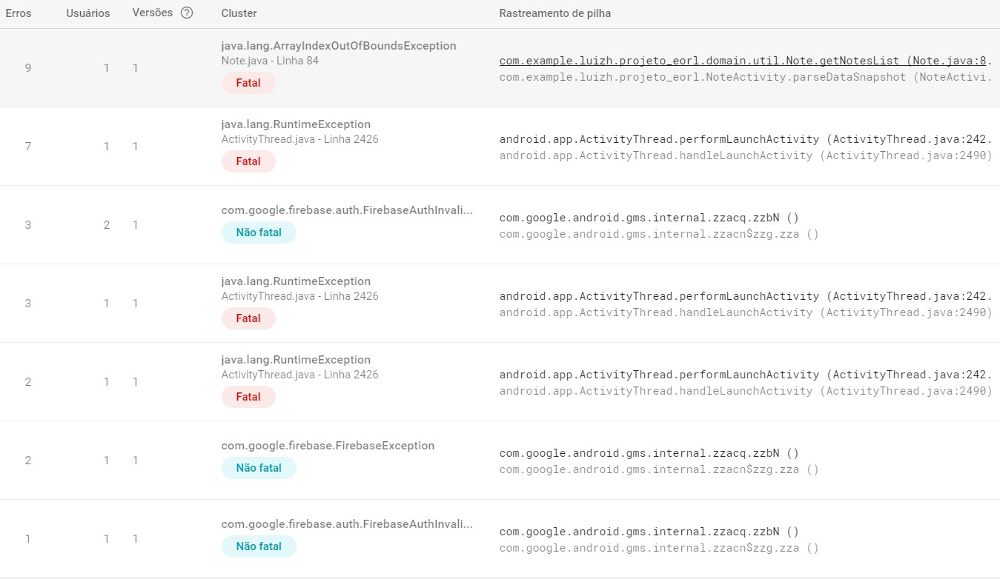 Erros Usuários Versões ? Cluster Rastreamento de pilha
java.lang.ArrayIndexOutOfBoundsException
9 1 1 Note.java - Linha 84 com.example.luizh.projeto_eorl.domain.util.Note.getNotesList (Note.java:8.
Fatal com.example.luizh.projeto_eorl.NoteActivity.parseDataSnapshot (NoteActivi.
java.lang.RuntimeException
7 1 1 ActivityThread.java - Linha 2426 android.app.ActivityThread.performLaunchActivity (ActivityThread.java:242.
Fatal android.app.ActivityThread.handleLaunchActivity (ActivityThread.java:2490)
com.google.firebase.auth.FirebaseAuthInvali...
3 2 1 com.google.android.gms.internal.zzacq.zzbN ()
Não fatal com.google.android.gms.internal.zzacn$zzg.zza ()
java.lang.RuntimeException
3 1 1 ActivityThread.java - Linha 2426 android.app.ActivityThread.performLaunchActivity (ActivityThread.java:242.
Fatal android.app.ActivityThread.handleLaunchActivity (ActivityThread.java:2490)
java.lang.RuntimeException
2 1 1 ActivityThread.java - Linha 2426 android.app.ActivityThread.performLaunchActivity (ActivityThread.java:242.
Fatal android.app.ActivityThread.handleLaunchActivity (ActivityThread.java:2490)
com.google.firebase.FirebaseException
2 1 1 com.google.android.gms.internal.zzacq.zzbN ()
Não fatal com.google.android.gms.internal.zzacn$zzg.zza ()
com.google.firebase.auth.FirebaseAuthInvali...
1 1 1 com.google.android.gms.internal.zzacq.zzbN ()
Não fatal com.google.android.gms.internal.zzacn$zzg.zza ()